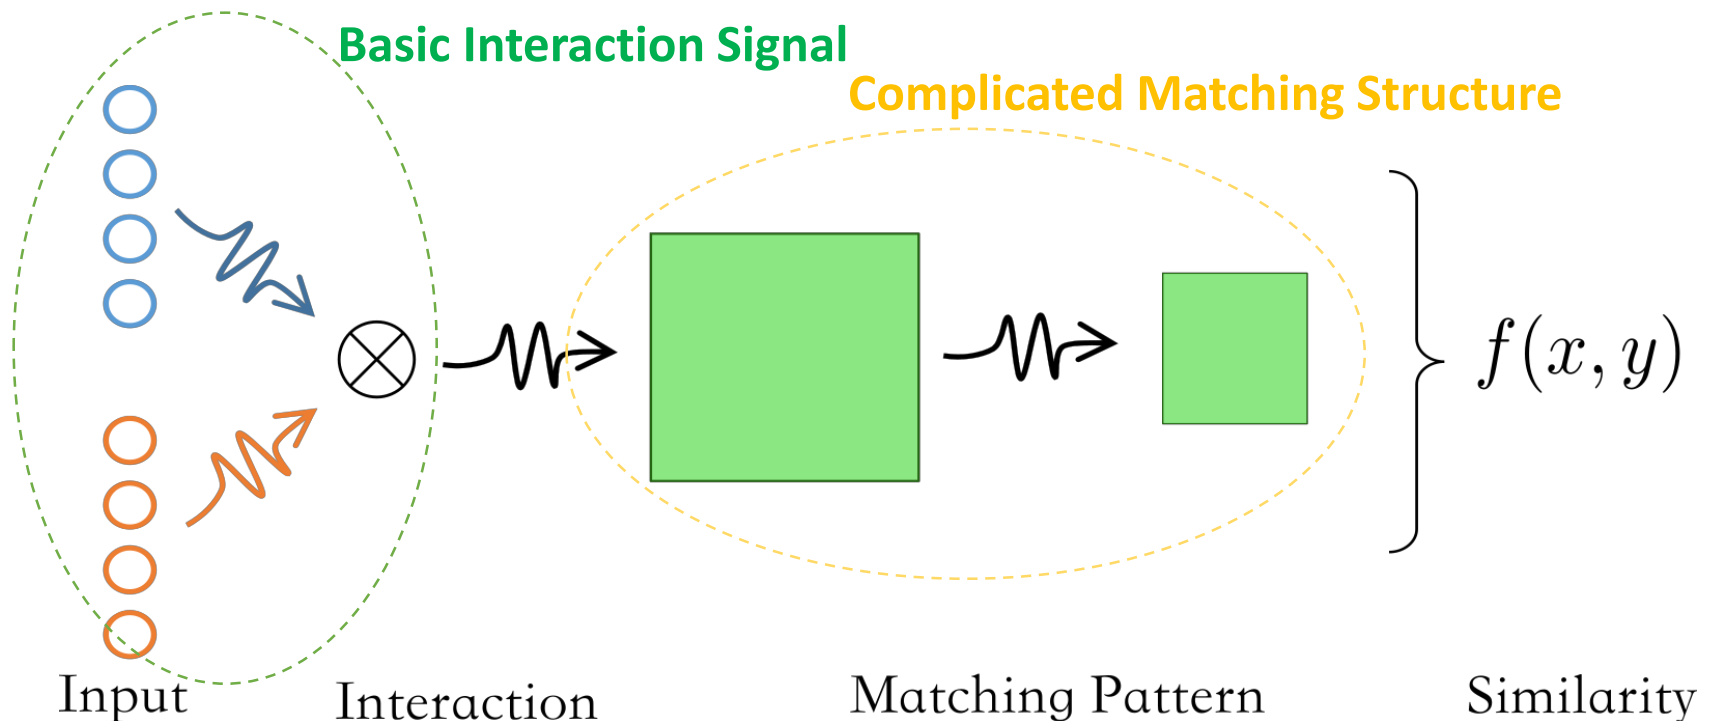 Basic Interaction Signal
Complicated Matching Structure
f(x, y)
Input
Interaction
Matching Pattern
Similarity